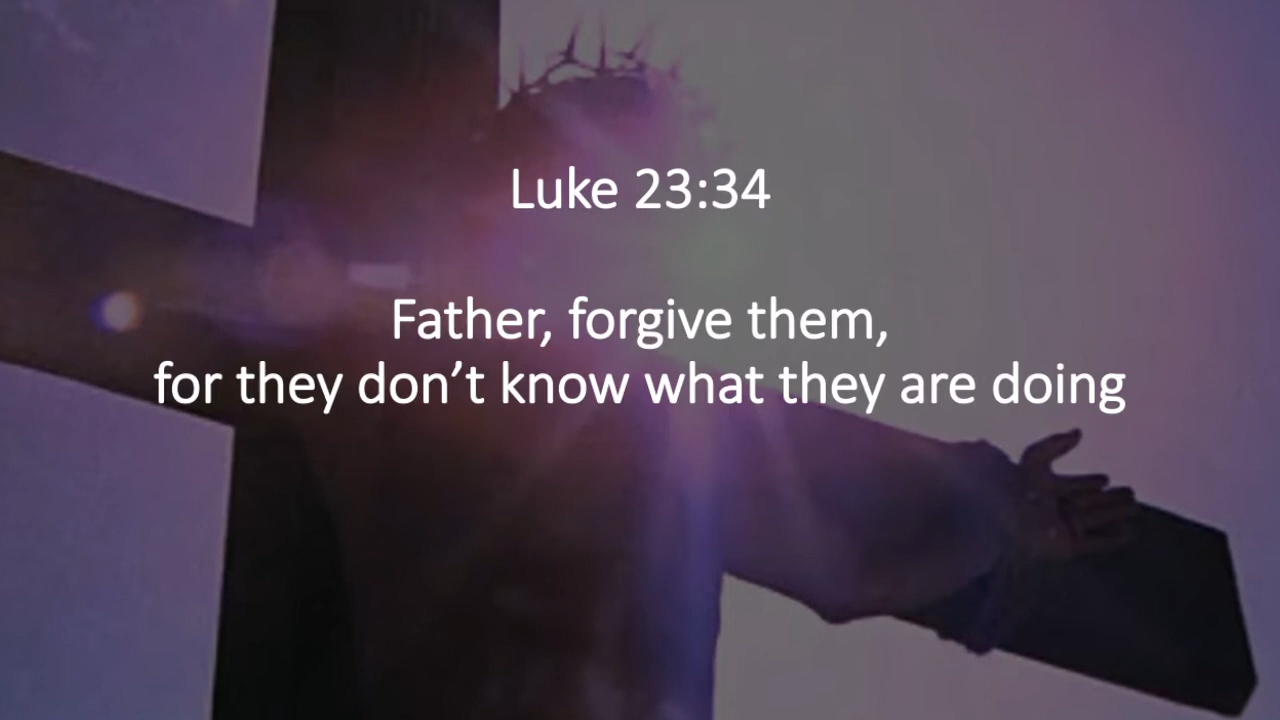 Luke 23:34
Father, forgive them,
for they don’t know what they are doing